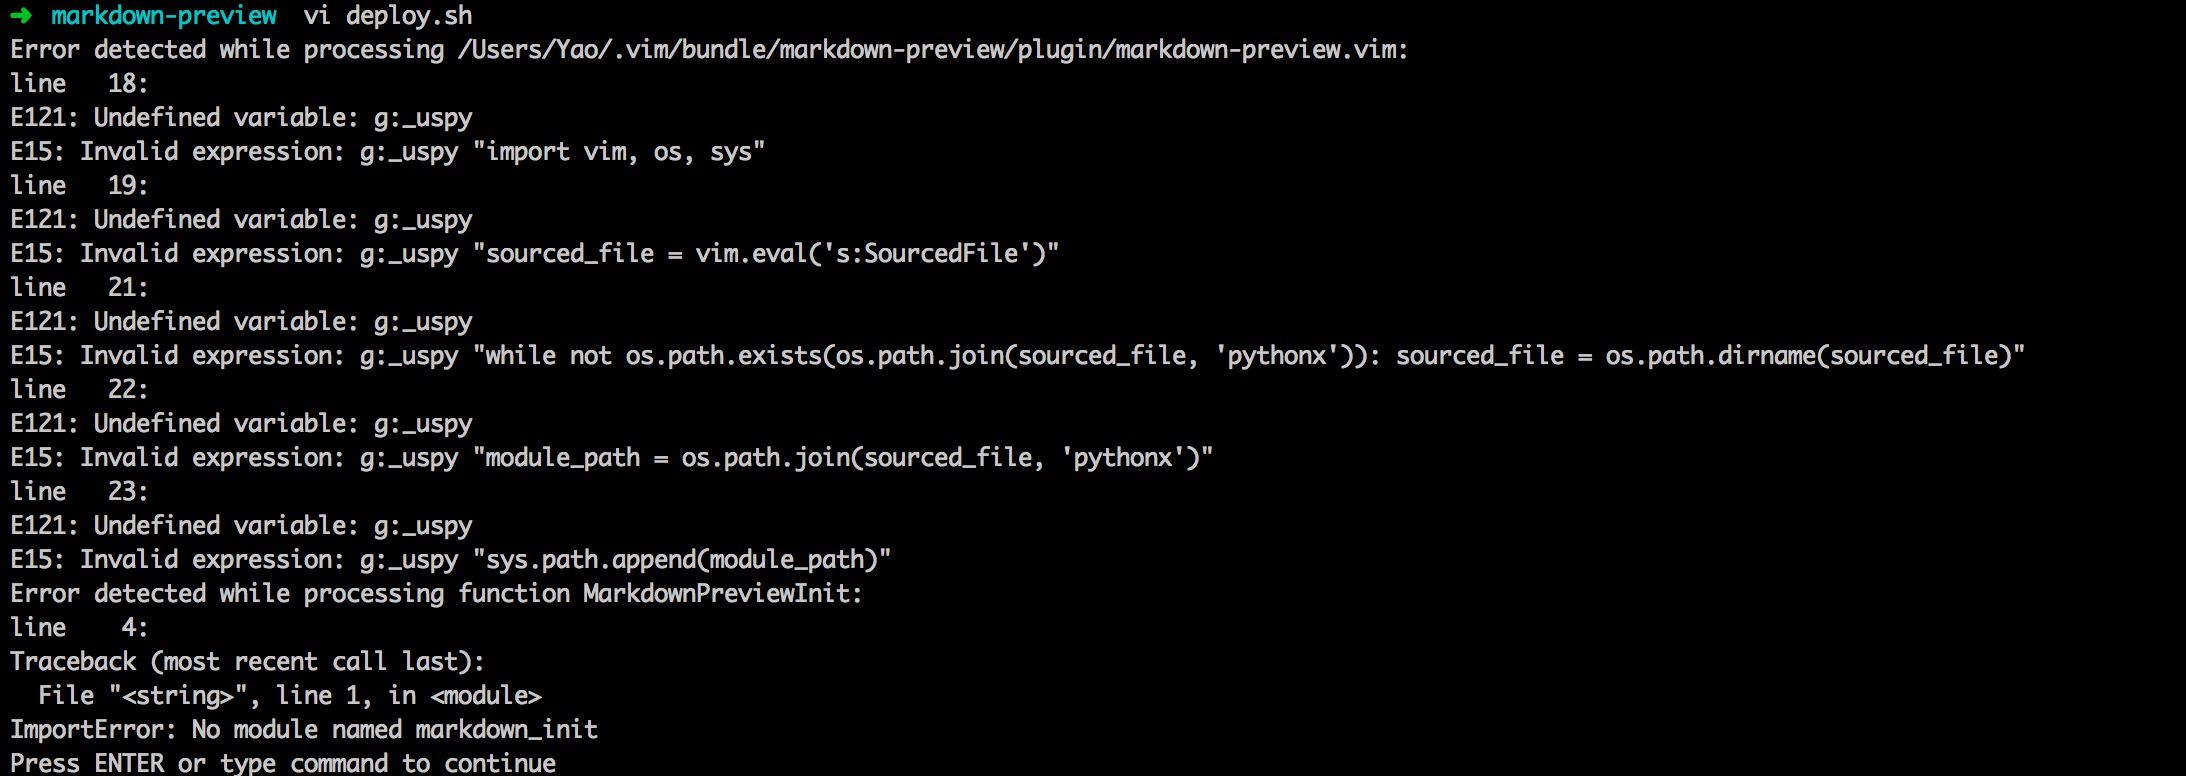 ➜  markdown-preview  vi deploy.sh
Error detected while processing /Users/Yao/.vim/bundle/markdown-preview/plugin/markdown-preview.vim:
line   18:
E121: Undefined variable: g:_uspy
E15: Invalid expression: g:_uspy "import vim, os, sys"
line   19:
E121: Undefined variable: g:_uspy
E15: Invalid expression: g:_uspy "sourced_file = vim.eval('s:SourcedFile')"
line   21:
E121: Undefined variable: g:_uspy
E15: Invalid expression: g:_uspy "while not os.path.exists(os.path.join(sourced_file, 'pythonx')): sourced_file = os.path.dirname(sourced_file)"
line   22:
E121: Undefined variable: g:_uspy
E15: Invalid expression: g:_uspy "module_path = os.path.join(sourced_file, 'pythonx')"
line   23:
E121: Undefined variable: g:_uspy
E15: Invalid expression: g:_uspy "sys.path.append(module_path)"
Error detected while processing function MarkdownPreviewInit:
line    4:
Traceback (most recent call last):
  File "<string>", line 1, in <module>
ImportError: No module named markdown_init
Press ENTER or type command to continue